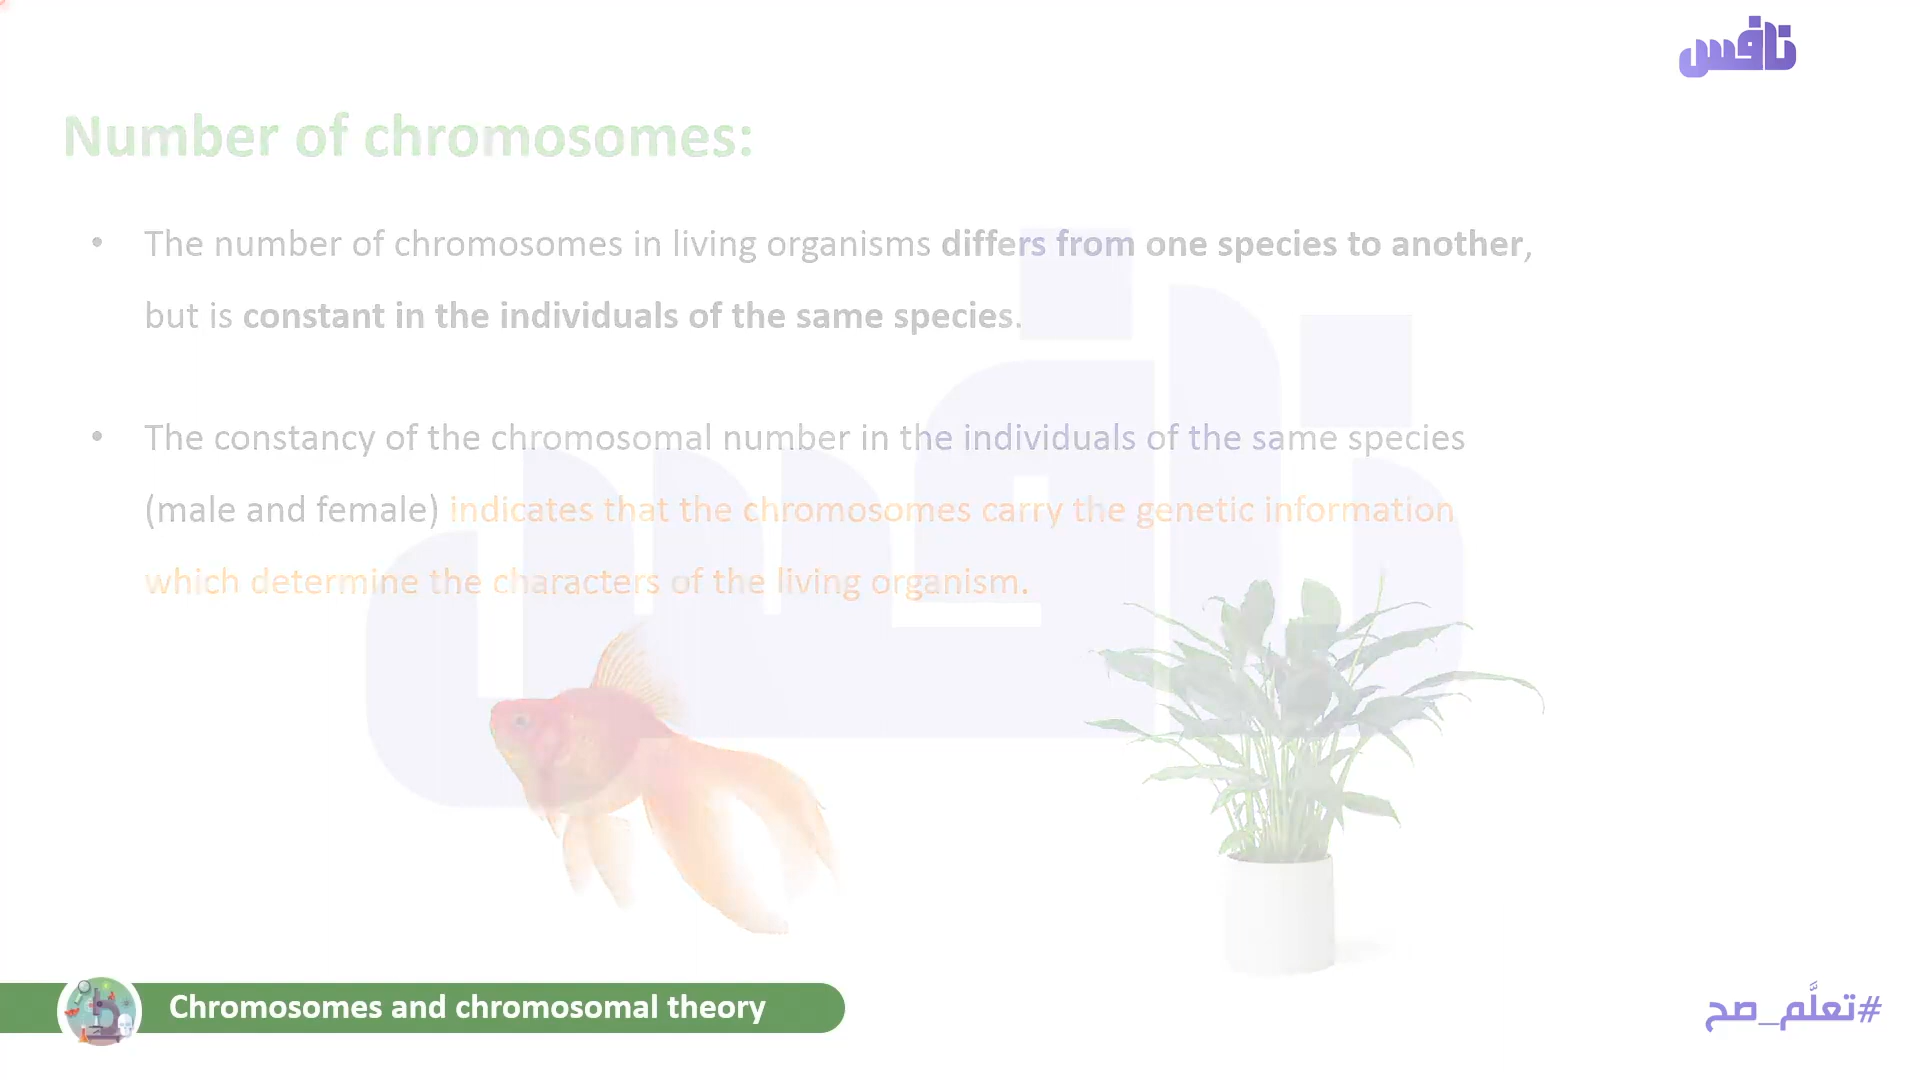 نافس
Number of chromosomes:
• The number of chromosomes in living organisms differs from one species to another,
but is constant in the individuals of the same species.
• The constancy of the chromosomal number in the individuals of the same species
(male and female) indicates that the chromosomes carry the genetic information
which determine the characters of the living organism.
نافس
Chromosomes and chromosomal theory
#تعلَّم_صح